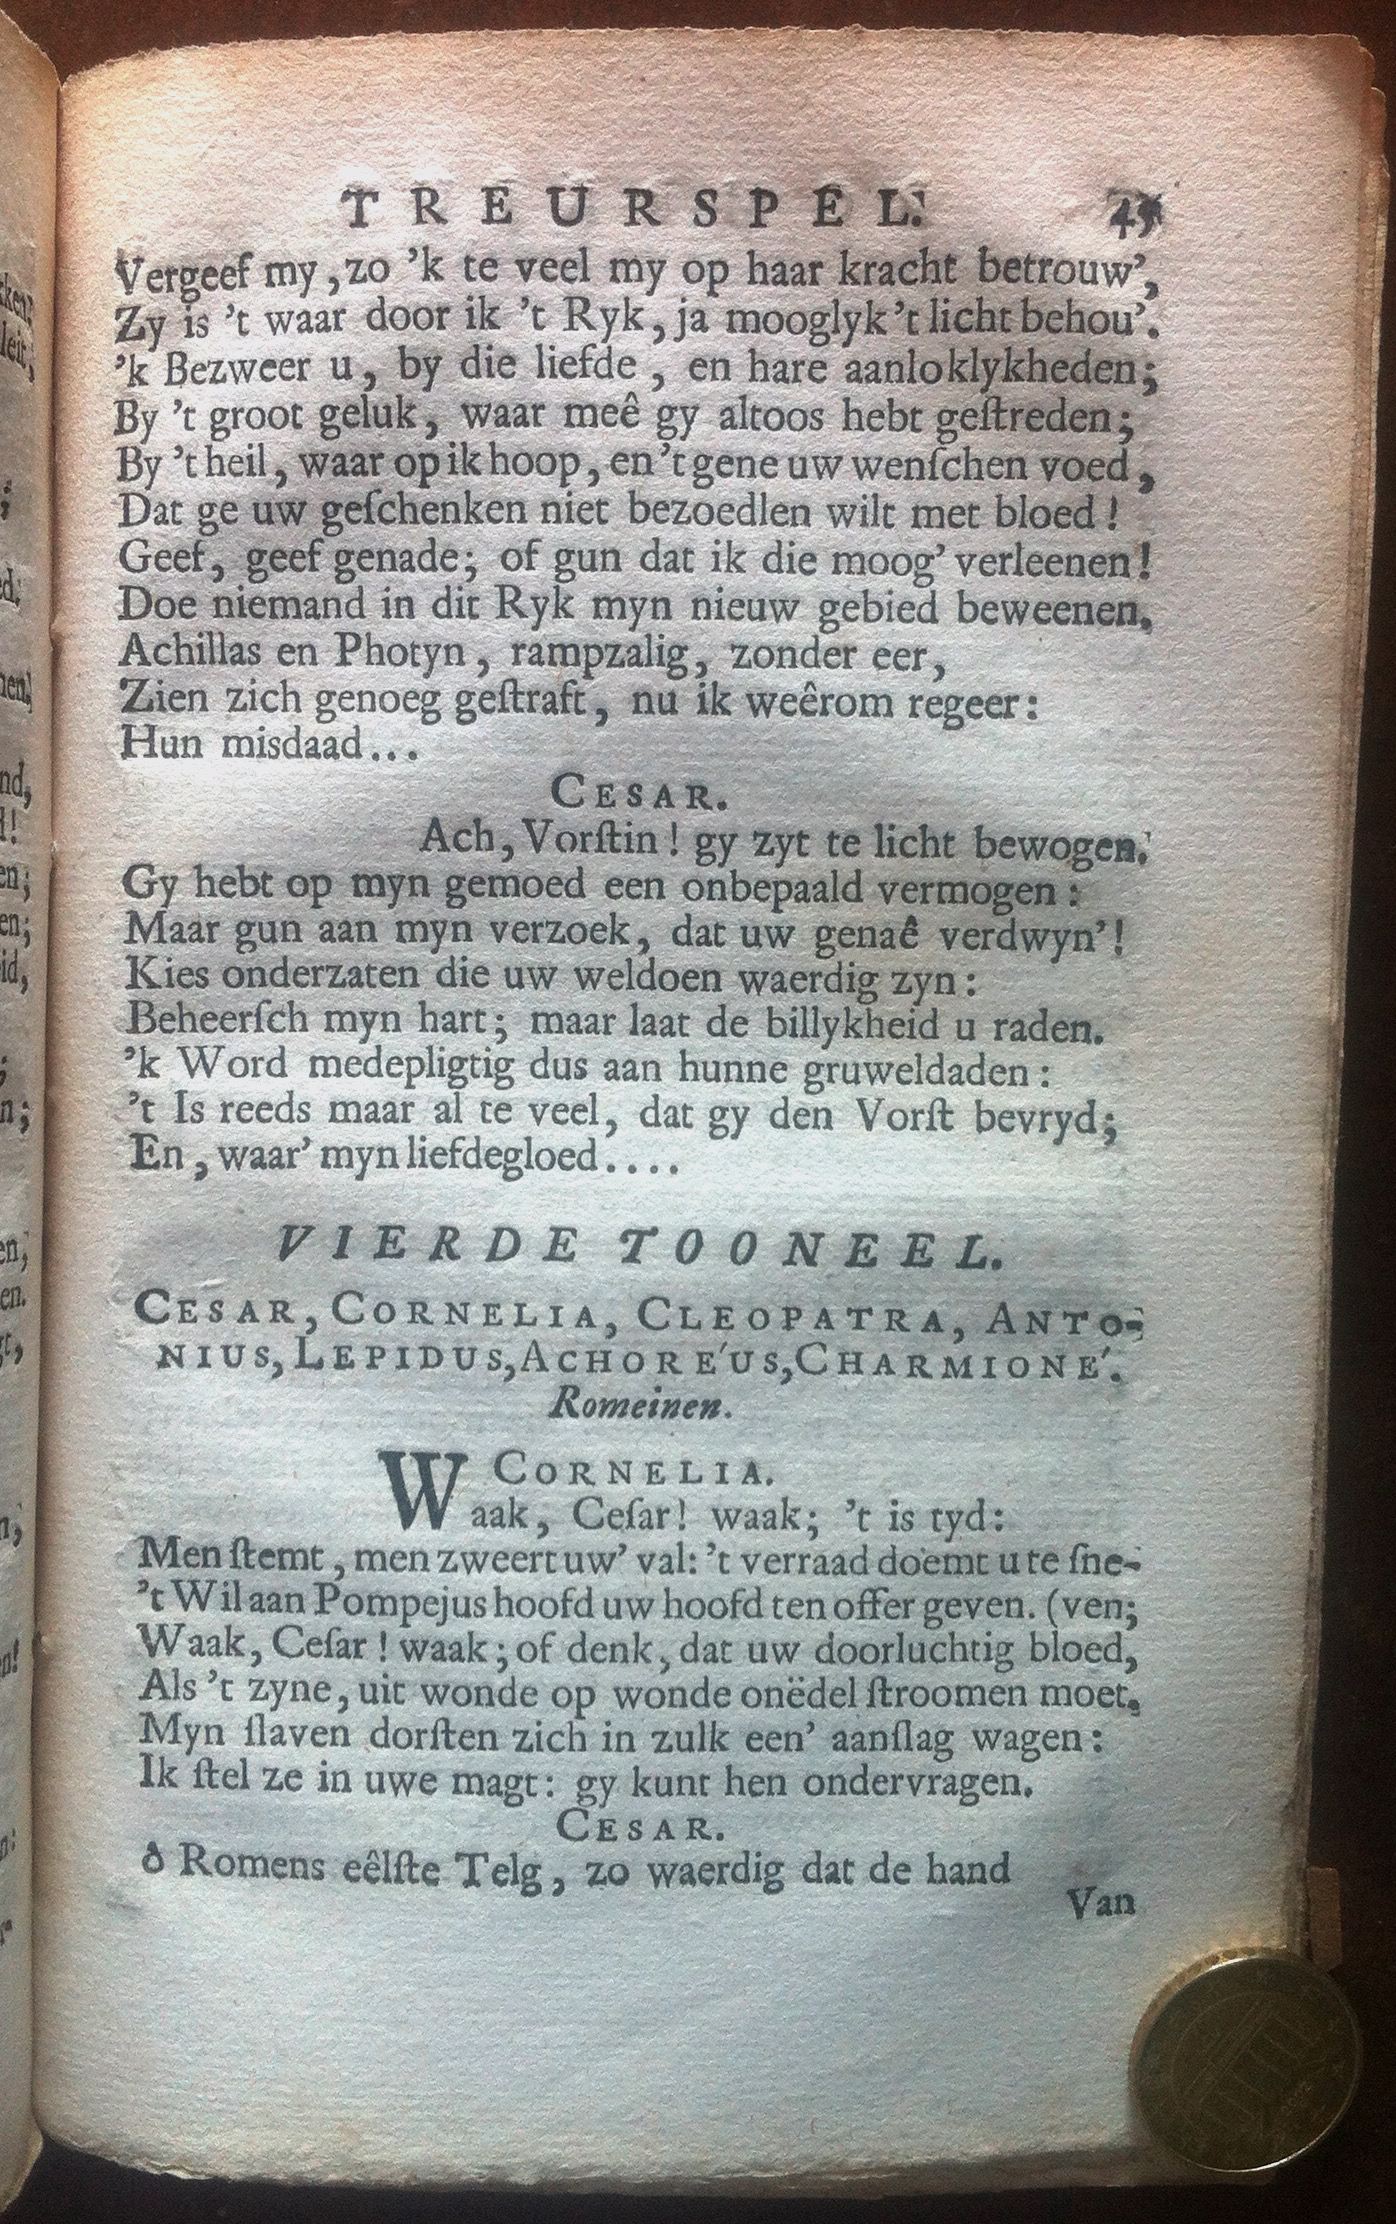 TREURSPEL.
Vergeef my, zo 'k te veel my op haar kracht betrouw',
Zy is 't waar door ik 't Ryk, ja mooglyk 't licht behou'.
'k Bezweer u, by die liefde, en hare aanloklykheden;
By 't groot geluk, waar meê gy altoos hebt geſtreden;
By 't heil, waar op ik hoop, en 't gene uw wenſchen voed,
Dat ge uw geſchenken niet bezoedlen wilt met bloed!
Geef, geef genade; of gun dat ik die moog' verleenen!
Doe niemand in dit Ryk myn nieuw gebied beweenen.
Achillas en Photyn, rampzalig, zonder eer,
Zien zich genoeg geſtraft, nu ik weêrom regeer:
Hun misdaad...
CESAR.
Ach, Vorſtin! gy zyt te licht bewogen.
Gy hebt op myn gemoed een onbepaald vermogen:
Maar gun aan myn verzoek, dat uw genaê verdwyn'!
Kies onderzaten die uw weldoen waerdig zyn:
Beheerſch myn hart; maar laat de billykheid u raden.
'k Word medepligtig dus aan hunne gruweldaden:
't Is reeds maar al te veel, dat gy den Vorſt bevryd;
En, waar' myn liefdegloed....
VIERDE TOONEEL.
CESAR, CORNELIA, CLEOPATRA, ANTO-
NIUS, LEPIDUS, ACHORE'US, CHARMIONE'.
Romeinen.
CORNELIA.
Waak, Ceſar! waak; 't is tyd:
Men ſtemt, men zweert uw' val: 't verraad doemt u te ſne-
't Wil aan Pompejus hoofd uw hoofd ten offer geven. (ven;
Waak, Ceſar! waak; of denk, dat uw doorluchtig bloed,
Als 't zyne, uit wonde op wonde onëdel ſtroomen moet.
Myn ſlaven dorſten zich in zulk een' aanſlag wagen:
Ik ſtel ze in uwe magt: gy kunt hen ondervragen.
CESAR.
ô Romens eêlſte Telg, zo waerdig dat de hand
Van